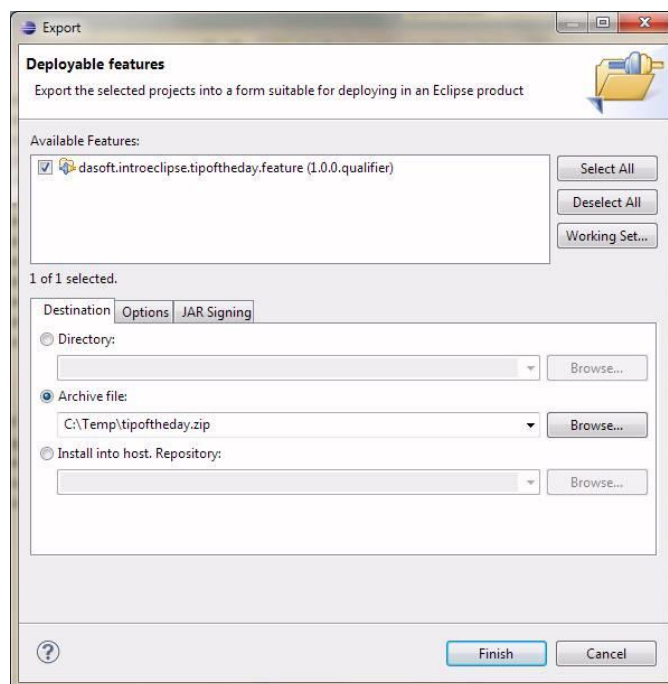 Export
Deployable features
Export the selected projects into a form suitable for deploying in an Eclipse product
Available Features:
dasoft.introeclipse.tipoftheday.feature (1.0.0.qualifier)
Select All
Deselect All
Working Set...
1 of 1 selected.
Destination Options JAR Signing
Directory:
Browse...
Archive file:
C:\Temp\tipoftheday.zip
Browse...
Install into host. Repository:
Browse...
?
Finish Cancel